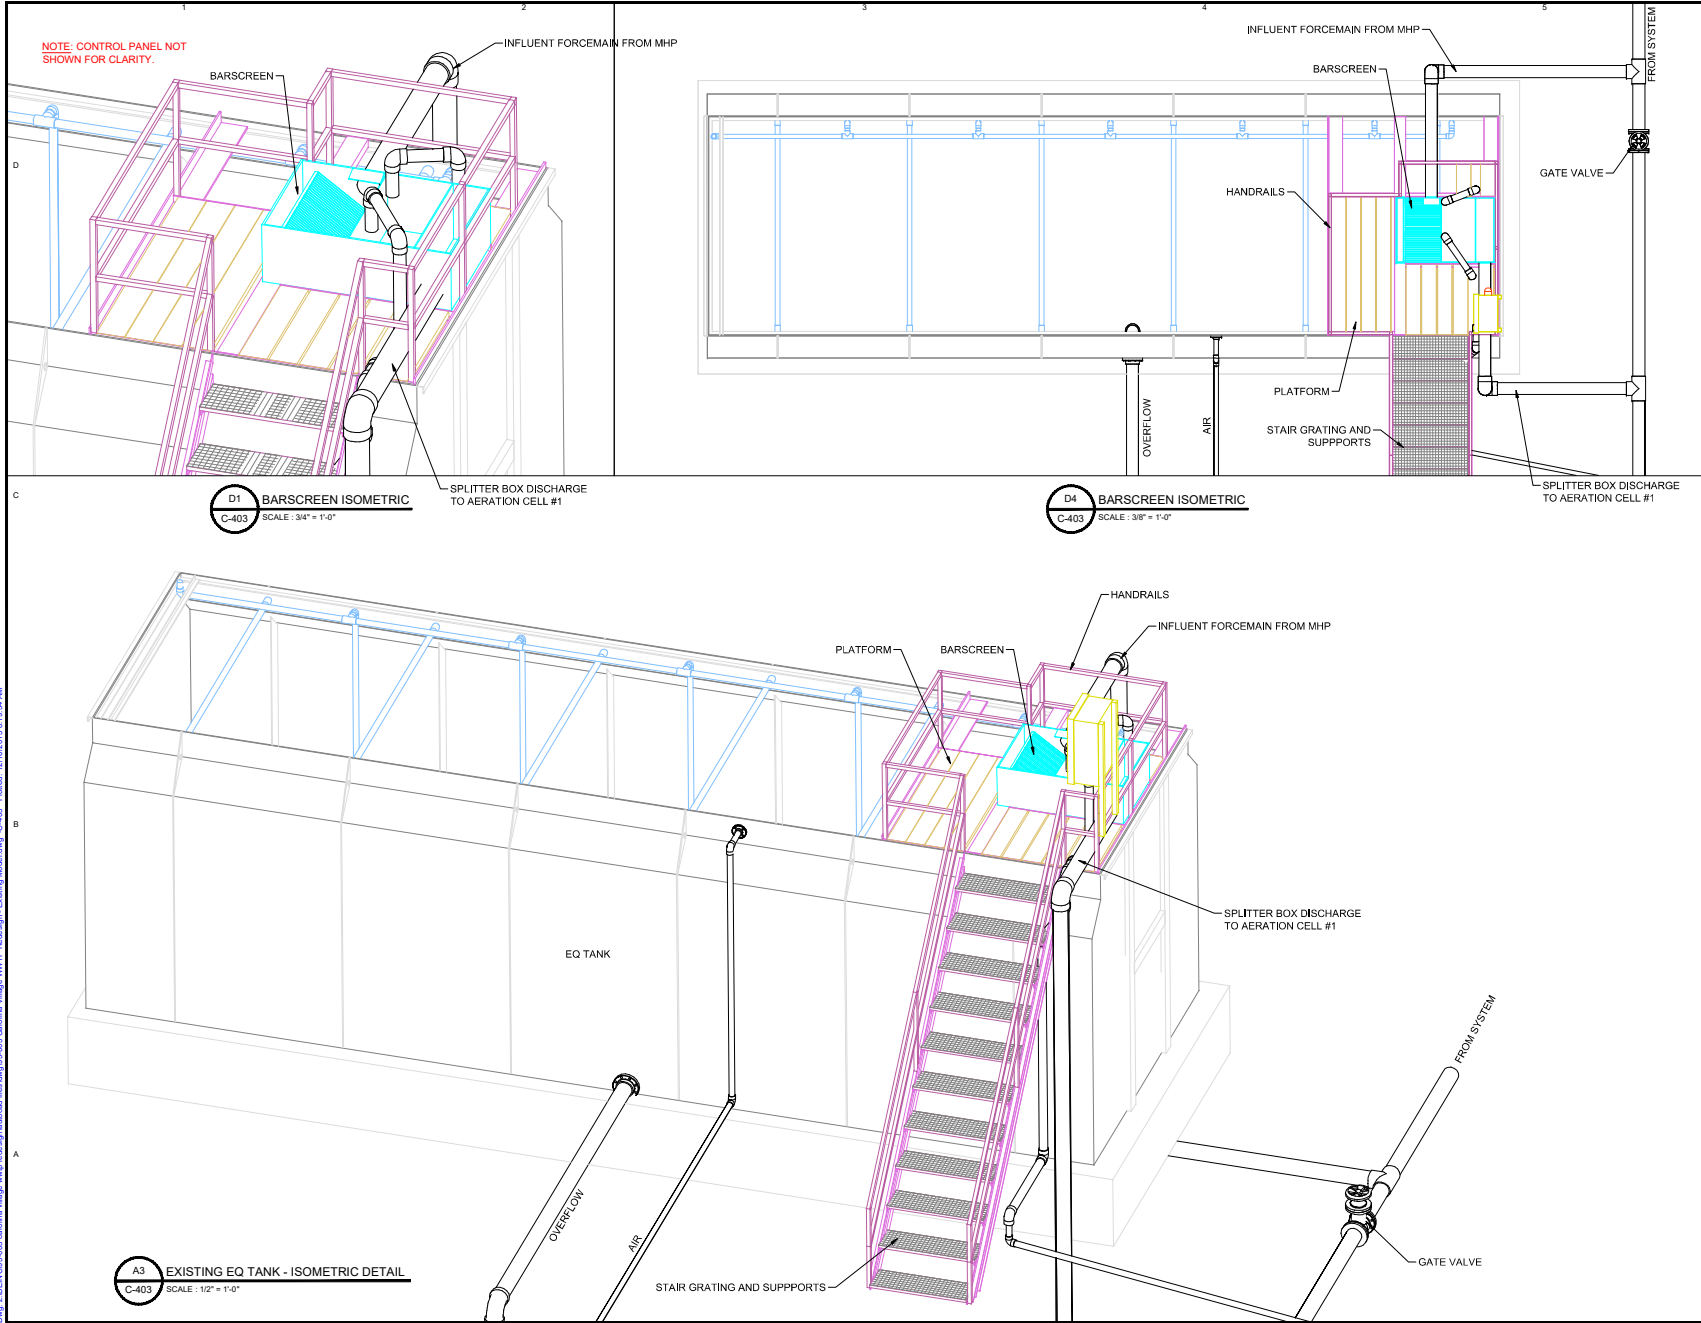 1
2
3
4
5
NOTE: CONTROL PANEL NOT
SHOWN FOR CLARITY.
BARSCREEN
INFLUENT FORCEMAIN FROM MHP
D
SPLITTER BOX DISCHARGE
TO AERATION CELL #1
D1
C-403
BARSCREEN ISOMETRIC
SCALE : 3/4" = 1'-0"
INFLUENT FORCEMAIN FROM MHP
BARSCREEN
FROM SYSTEM
GATE VALVE
HANDRAILS
PLATFORM
OVERFLOW
AIR
STAIR GRATING AND
SUPPPORTS
SPLITTER BOX DISCHARGE
TO AERATION CELL #1
D4
C-403
BARSCREEN ISOMETRIC
SCALE : 3/8" = 1'-0"
C
HANDRAILS
INFLUENT FORCEMAIN FROM MHP
PLATFORM
BARSCREEN
B
SPLITTER BOX DISCHARGE
TO AERATION CELL #1
EQ TANK
FROM SYSTEM
A
OVERFLOW
AIR
GATE VALVE
STAIR GRATING AND SUPPPORTS
A3
C-403
EXISTING EQ TANK - ISOMETRIC DETAIL
SCALE : 1/2" = 1'-0"